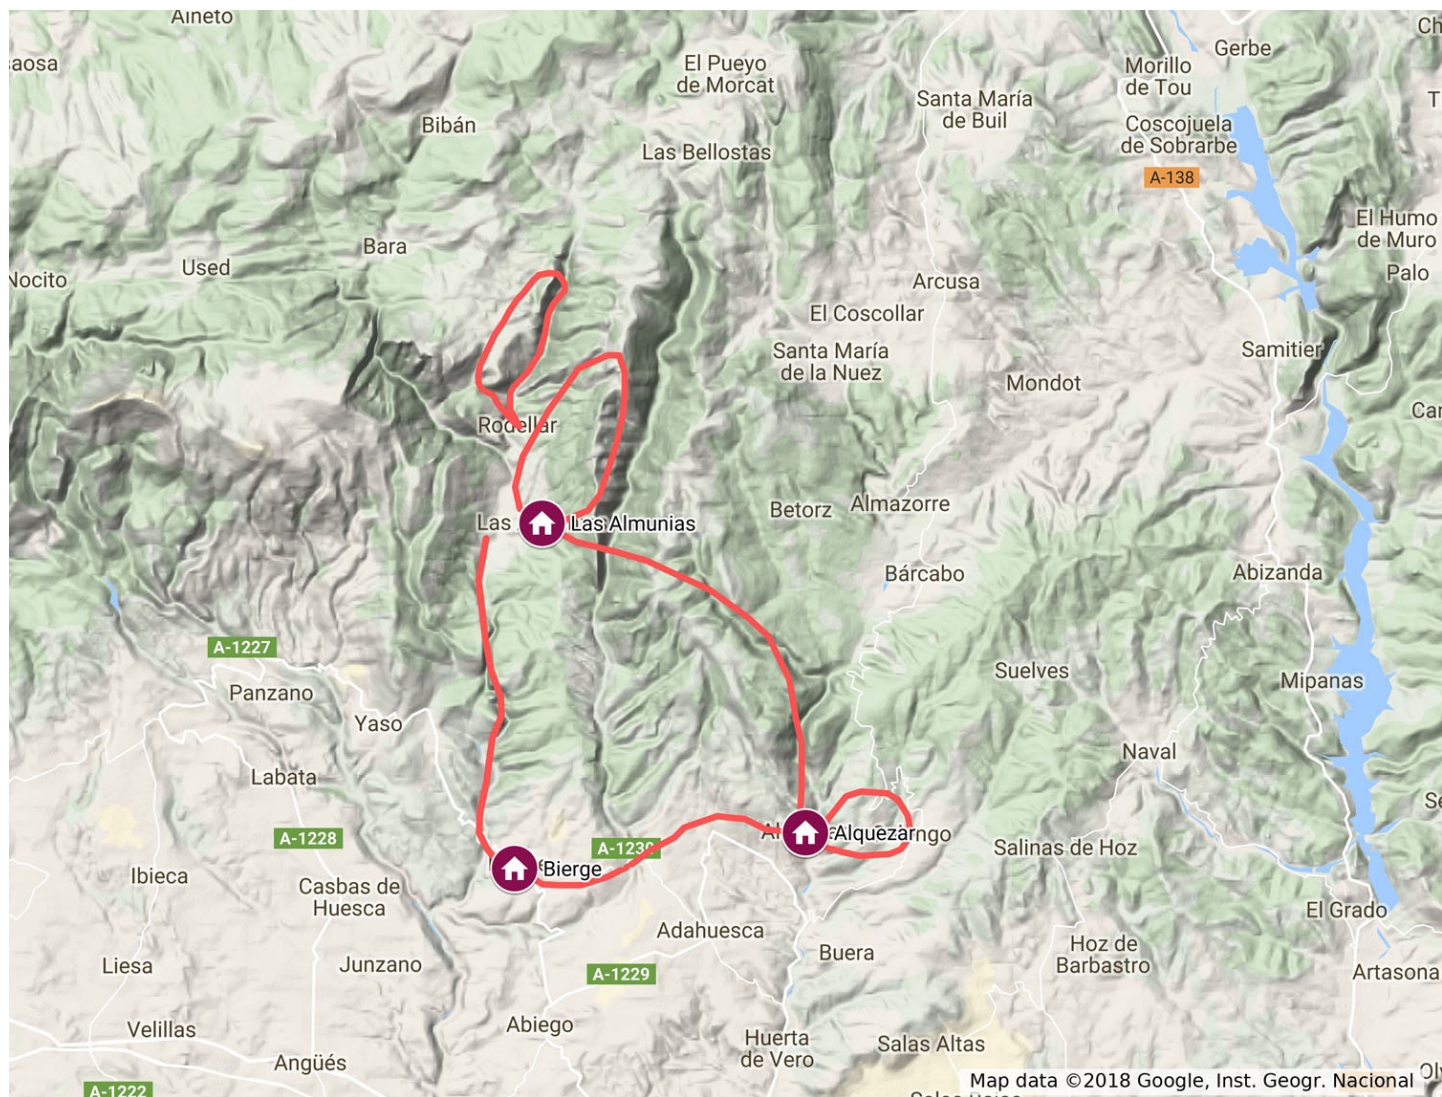 Aineto
Gerbe
El Pueyo
de Morcat
Morillo
de Tou
Santa María
de Buil
Bibán
Coscojuela
de Sobrarbe
Las Bellostas
A-138
El Humo
de Muro
Bara
Used
Nocito
Palo
Arcusa
El Coscollar
Samitier
Santa María
de la Nuez
Mondot
Rodellar
Betorz
Almazorre
Las
Las Almunias
Bárcabo
Abizanda
A-1227
Suelves
Mipanas
Panzano
Yaso
Naval
Labata
A-1228
A-1230
Alquezar
Salinas de Hoz
Bierge
Ibieca
Casbas de
Huesca
El Grado
Adahuesca
Buera
Hoz de
Barbastro
Liesa
Junzano
A-1229
Artasona
Velillas
Abiego
Huerta
de Vero
Salas Altas
Angüés
A-1222
Map data ©2018 Google, Inst. Geogr. Nacional